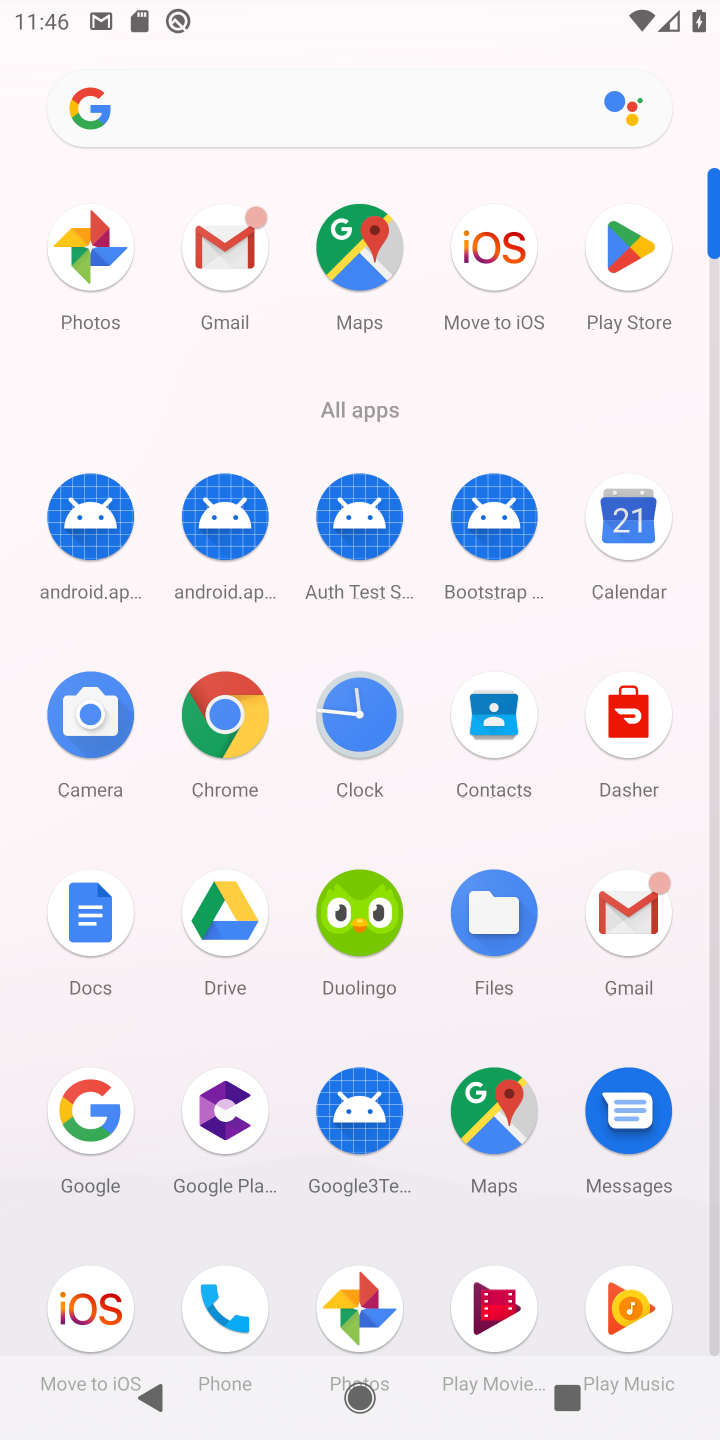 11:46
Photos Gmail Maps iOS Move to iOS Play Store
All apps
android.ap... android.ap... Auth Test S... Bootstrap ... 21 Calendar
Camera Chrome Clock Contacts Dasher
Docs Drive Duolingo Files Gmail
Google Google Pla... Google3Te... Maps Messages
iOS
Move to iOS Phone Photos Play Movie... Play Music